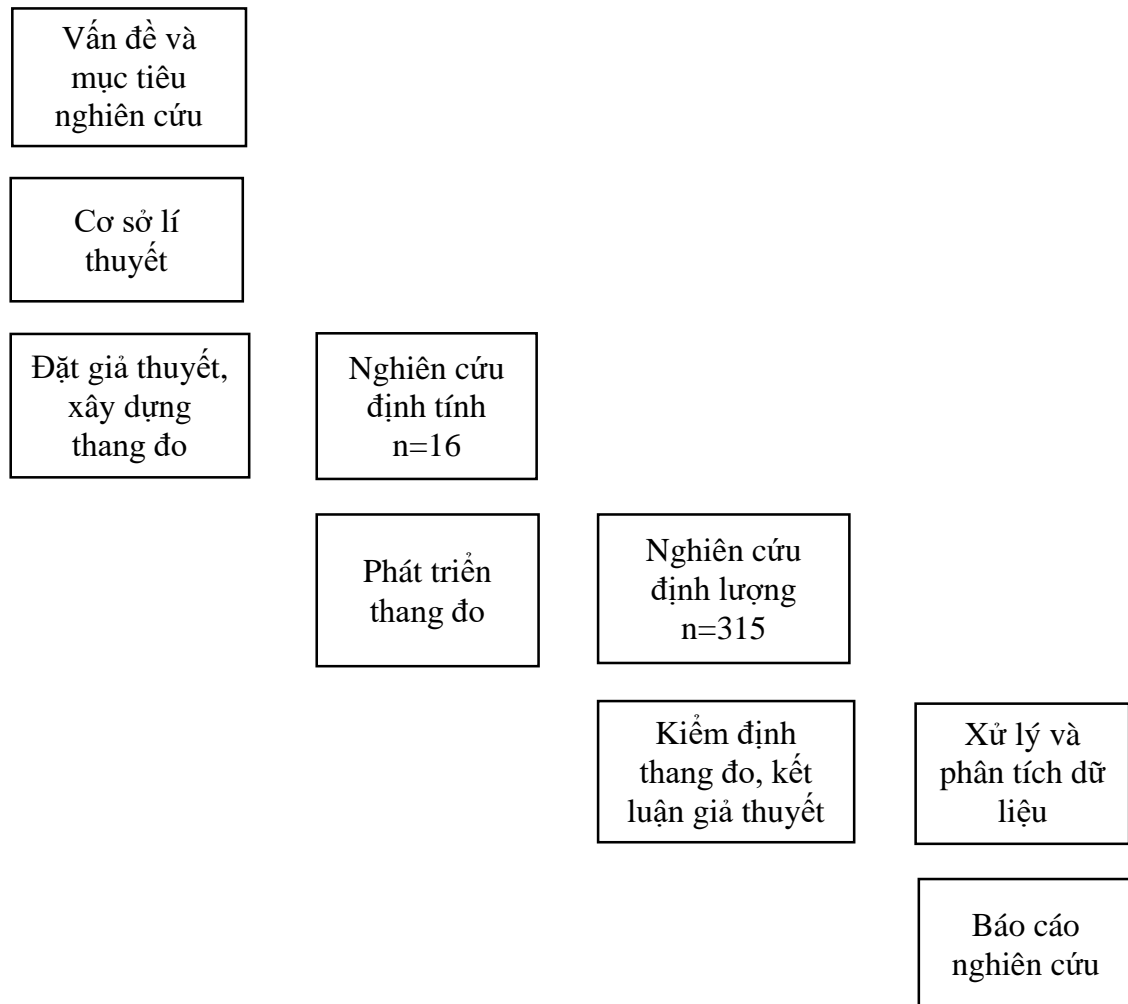 Vấn đề và
mục tiêu
nghiên cứu
Cơ sở lí
thuyết
Đặt giả thuyết,
xây dựng
thang đo
Nghiên cứu
định tính
n=16
Phát triển
thang đo
Nghiên cứu
định lượng
n=315
Kiểm định
thang đo, kết
luận giả thuyết
Xử lý và
phân tích dữ
liệu
Báo cáo
nghiên cứu